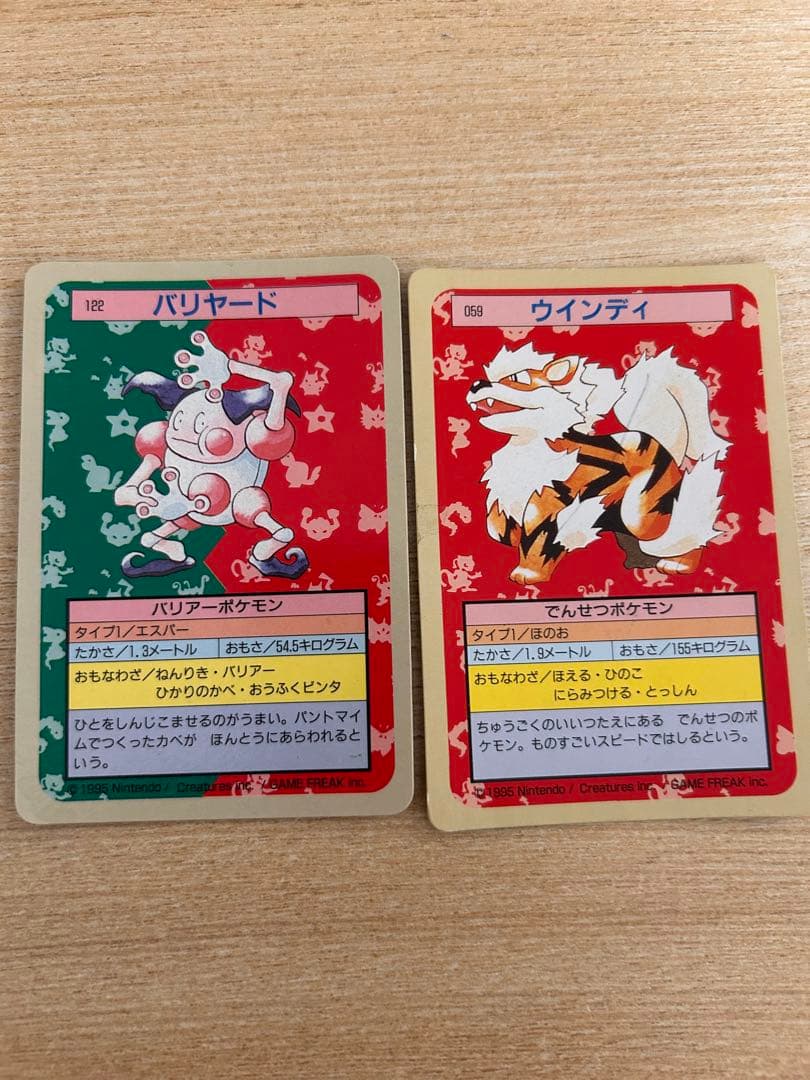 122 バリヤード
バリアーポケモン
タイプ1/エスパー
たかさ/1.3メートル おもさ/54.5キログラム
おもなわざ/ねんりき・バリアー
ひかりのかべ・おうふくビンタ
ひとをしんじこませるのがうまい。パントマイ
ムでつくったカベが ほんとうにあらわれると
いう。
© 1995 Nintendo / Creatures inc. / GAME FREAK inc.
059 ウインディ
でんせつポケモン
タイプ1/ほのお
たかさ/1.9メートル おもさ/155キログラム
おもなわざ/ほえる・ひのこ
にらみつける・とっしん
ちゅうごくのいいつたえにある でんせつのポ
ケモン。ものすごいスピードではしるという。
© 1995 Nintendo / Creatures inc. GAME FREAK inc.